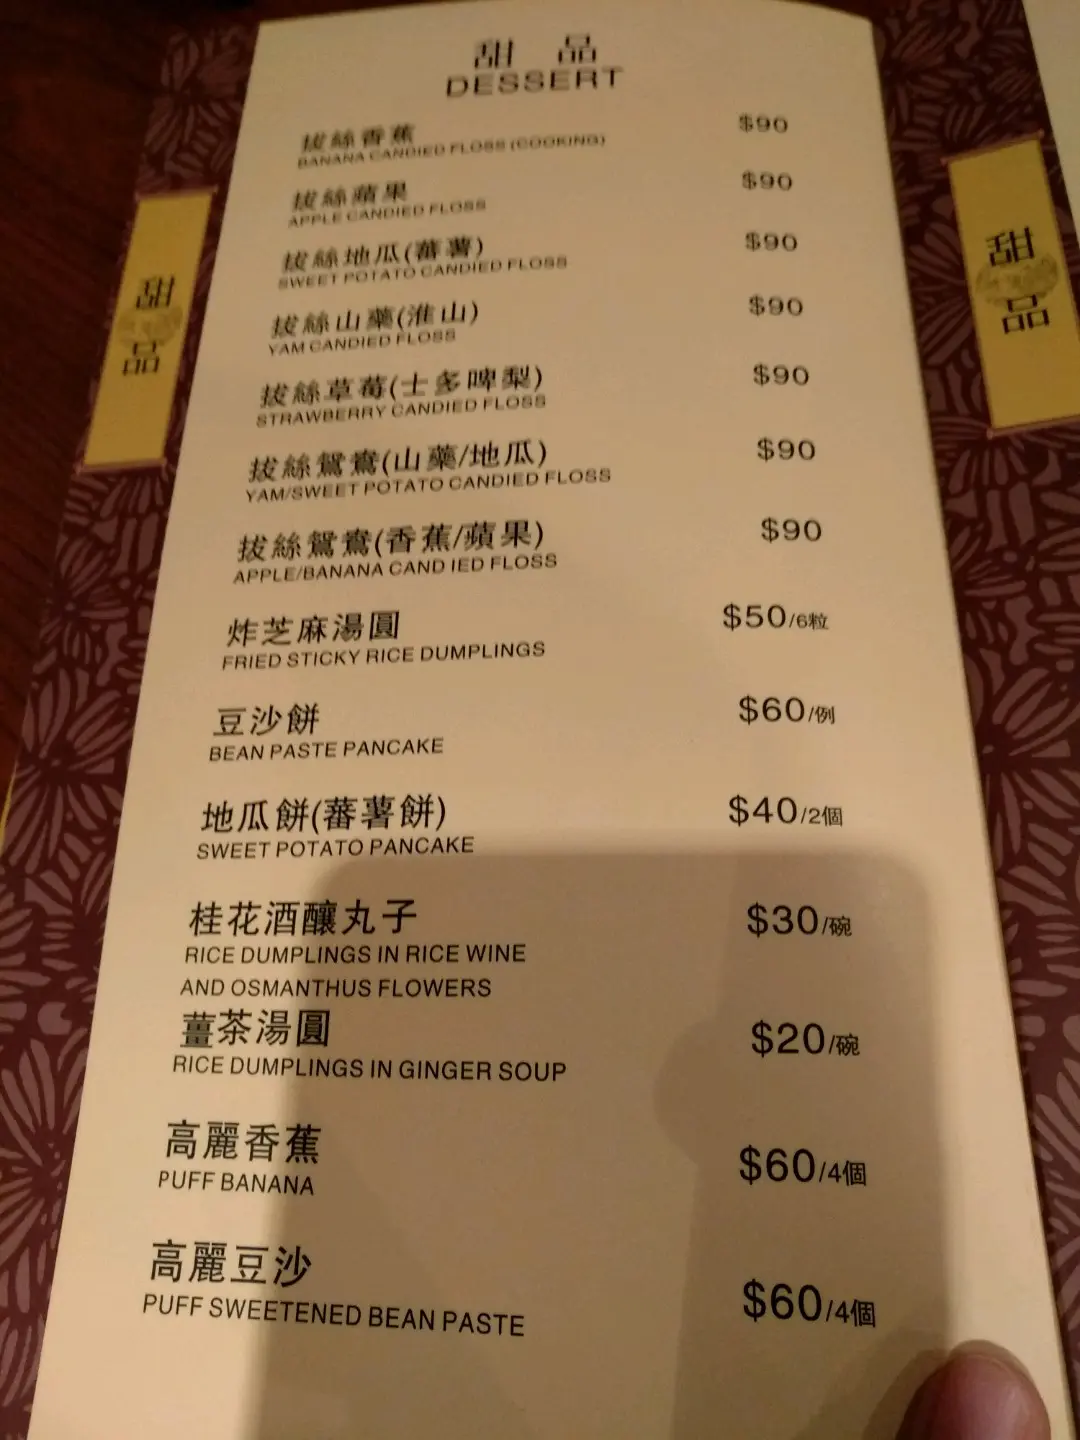 甜品
DESSERT
拔絲香蕉 $90
BANANA CANDIED FLOSS (COOKING)
拔絲蘋果 $90
APPLE CANDIED FLOSS
拔絲地瓜(蕃薯) $90
SWEET POTATO CANDIED FLOSS
拔絲山藥(淮山) $90
YAM CANDIED FLOSS
拔絲草莓(士多啤梨) $90
STRAWBERRY CANDIED FLOSS
拔絲鴛鴦(山藥/地瓜) $90
YAM/SWEET POTATO CANDIED FLOSS
拔絲鴛鴦(香蕉/蘋果) $90
APPLE/BANANA CAND IED FLOSS
炸芝麻湯圓 $50/6粒
FRIED STICKY RICE DUMPLINGS
豆沙餅 $60/例
BEAN PASTE PANCAKE
地瓜餅(蕃薯餅) $40/2個
SWEET POTATO PANCAKE
桂花酒釀丸子 $30/碗
RICE DUMPLINGS IN RICE WINE
AND OSMANTHUS FLOWERS
薑茶湯圓 $20/碗
RICE DUMPLINGS IN GINGER SOUP
高麗香蕉 $60/4個
PUFF BANANA
高麗豆沙 $60/4個
PUFF SWEETENED BEAN PASTE
甜品
甜品